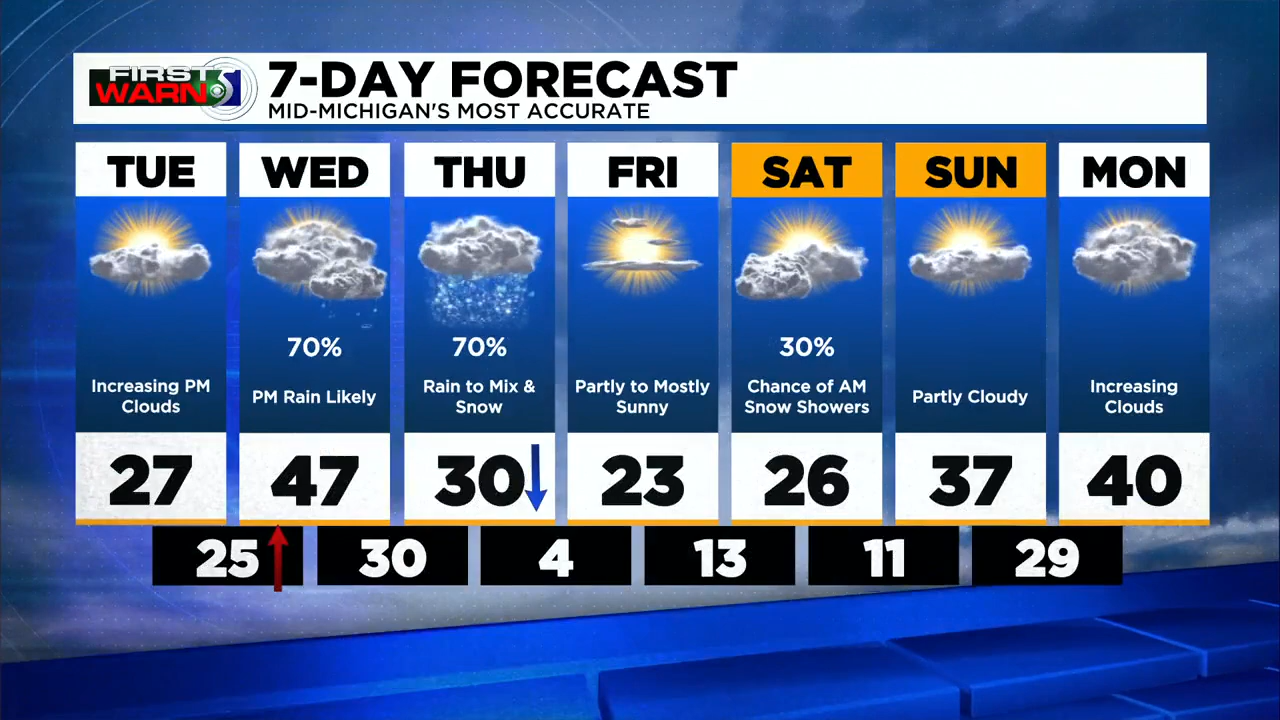 FIRST
WARN 5
7-DAY FORECAST
MID-MICHIGAN'S MOST ACCURATE
TUE
WED
THU
FRI
SAT
SUN
MON
70%
70%
30%
Increasing PM
Clouds
PM Rain Likely
Rain to Mix &
Snow
Partly to Mostly
Sunny
Chance of AM
Snow Showers
Partly Cloudy
Increasing
Clouds
27
47
30
23
26
37
40
25
30
4
13
11
29